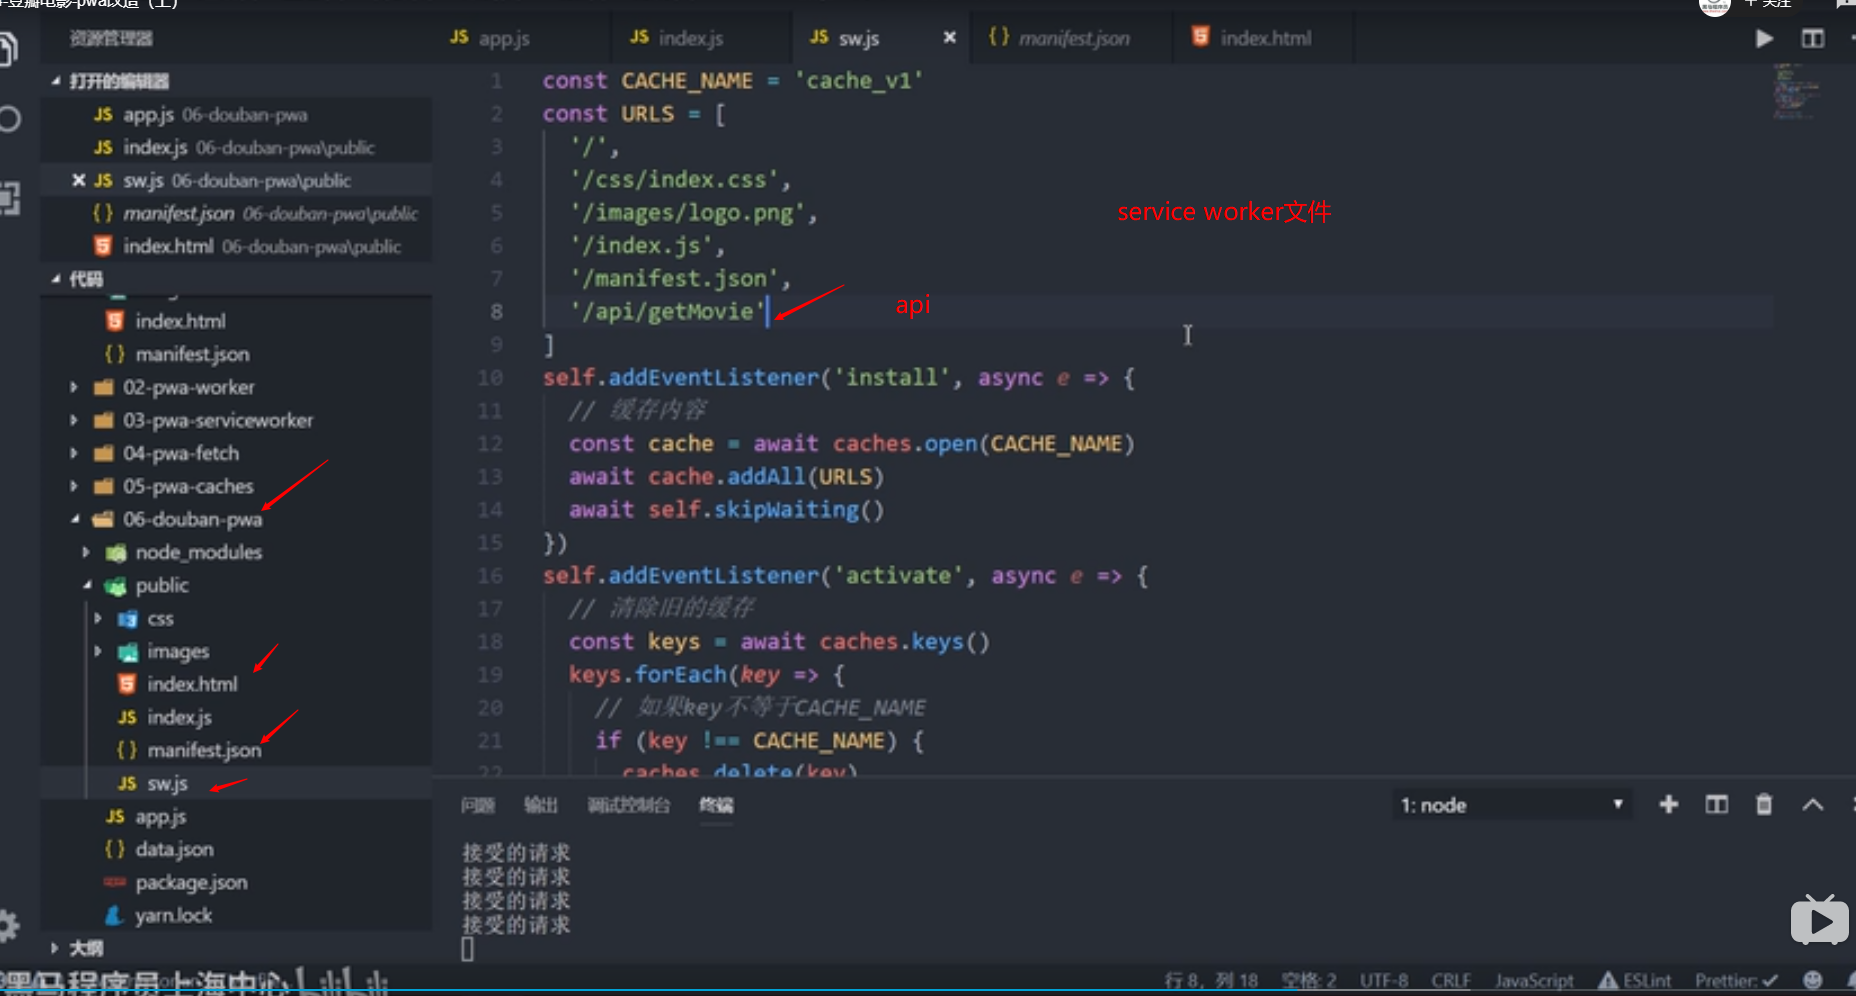 豆瓣电影-pwa改造（上）
关注
资源管理器
JS app.js
JS index.js
JS sw.js
{} manifest.json
index.html
打开的编辑器
JS app.js 06-douban-pwa
JS index.js 06-douban-pwa\public
JS sw.js 06-douban-pwa\public
{} manifest.json 06-douban-pwa\public
index.html 06-douban-pwa\public
代码
index.html
{} manifest.json
02-pwa-worker
03-pwa-serviceworker
04-pwa-fetch
05-pwa-caches
06-douban-pwa
node_modules
public
css
images
index.html
JS index.js
{} manifest.json
JS sw.js
JS app.js
{} data.json
package.json
yarn.lock
大纲
1 const CACHE_NAME = 'cache_v1'
2 const URLS = [
3 '/',
4 '/css/index.css',
5 '/images/logo.png',
6 '/index.js',
7 '/manifest.json',
8 '/api/getMovie'
9 ]
10 self.addEventListener('install', async e => {
11 // 缓存内容
12 const cache = await caches.open(CACHE_NAME)
13 await cache.addAll(URLS)
14 await self.skipWaiting()
15 })
16 self.addEventListener('activate', async e => {
17 // 清除旧的缓存
18 const keys = await caches.keys()
19 keys.forEach(key => {
20 // 如果key不等于CACHE_NAME
21 if (key !== CACHE_NAME) {
22 caches.delete(key)
service worker文件
api
问题 输出 调试控制台 终端
1: node
接受的请求
接受的请求
接受的请求
接受的请求
黑马程序员上海中心 bilibili
行 8，列 18 空格: 2 UTF-8 CRLF JavaScript ESLint Prettier: ✓